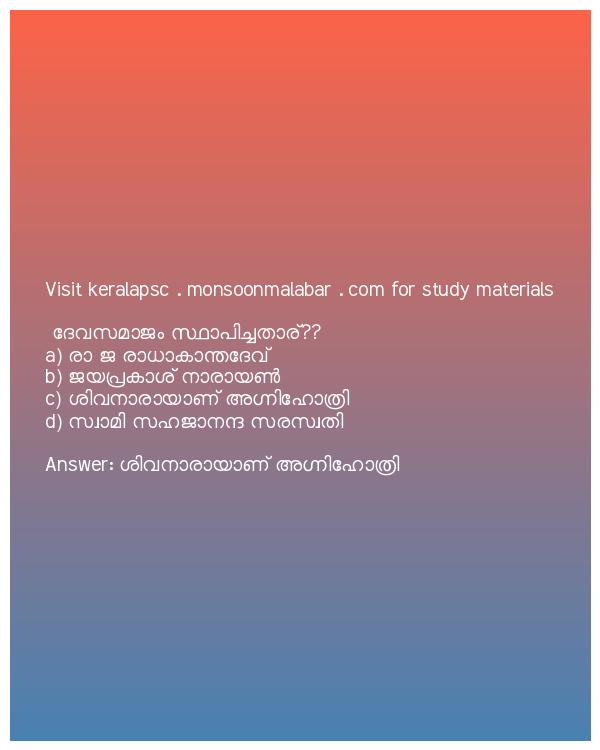 Visit keralapsc . monsoonmalabar . com for study materials
ദേവസമാജം സ്ഥാപിച്ചതാര്??
a) രാ ജ രാധാകാന്തദേവ്
b) ജയപ്രകാശ് നാരായൺ
c) ശിവനാരായാണ് അഗ്നിഹോത്രി
d) സ്വാമി സഹജാനന്ദ സരസ്വതി
Answer: ശിവനാരായാണ് അഗ്നിഹോത്രി